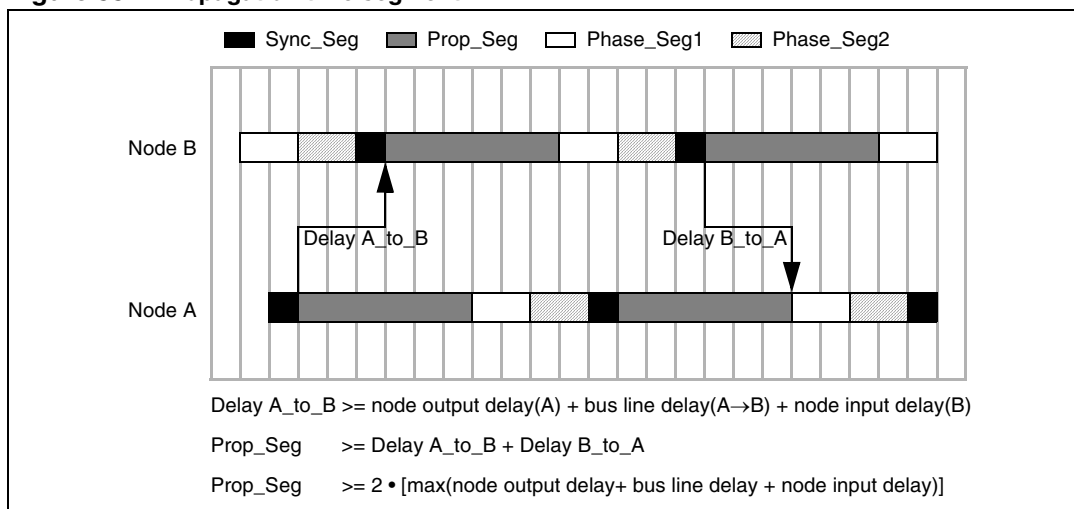 Sync_Seg Prop_Seg Phase_Seg1 Phase_Seg2
Node B
Delay A_to_B Delay B_to_A
Node A
Delay A_to_B >= node output delay(A) + bus line delay(A→B) + node input delay(B)
Prop_Seg >= Delay A_to_B + Delay B_to_A
Prop_Seg >= 2 • [max(node output delay+ bus line delay + node input delay)]